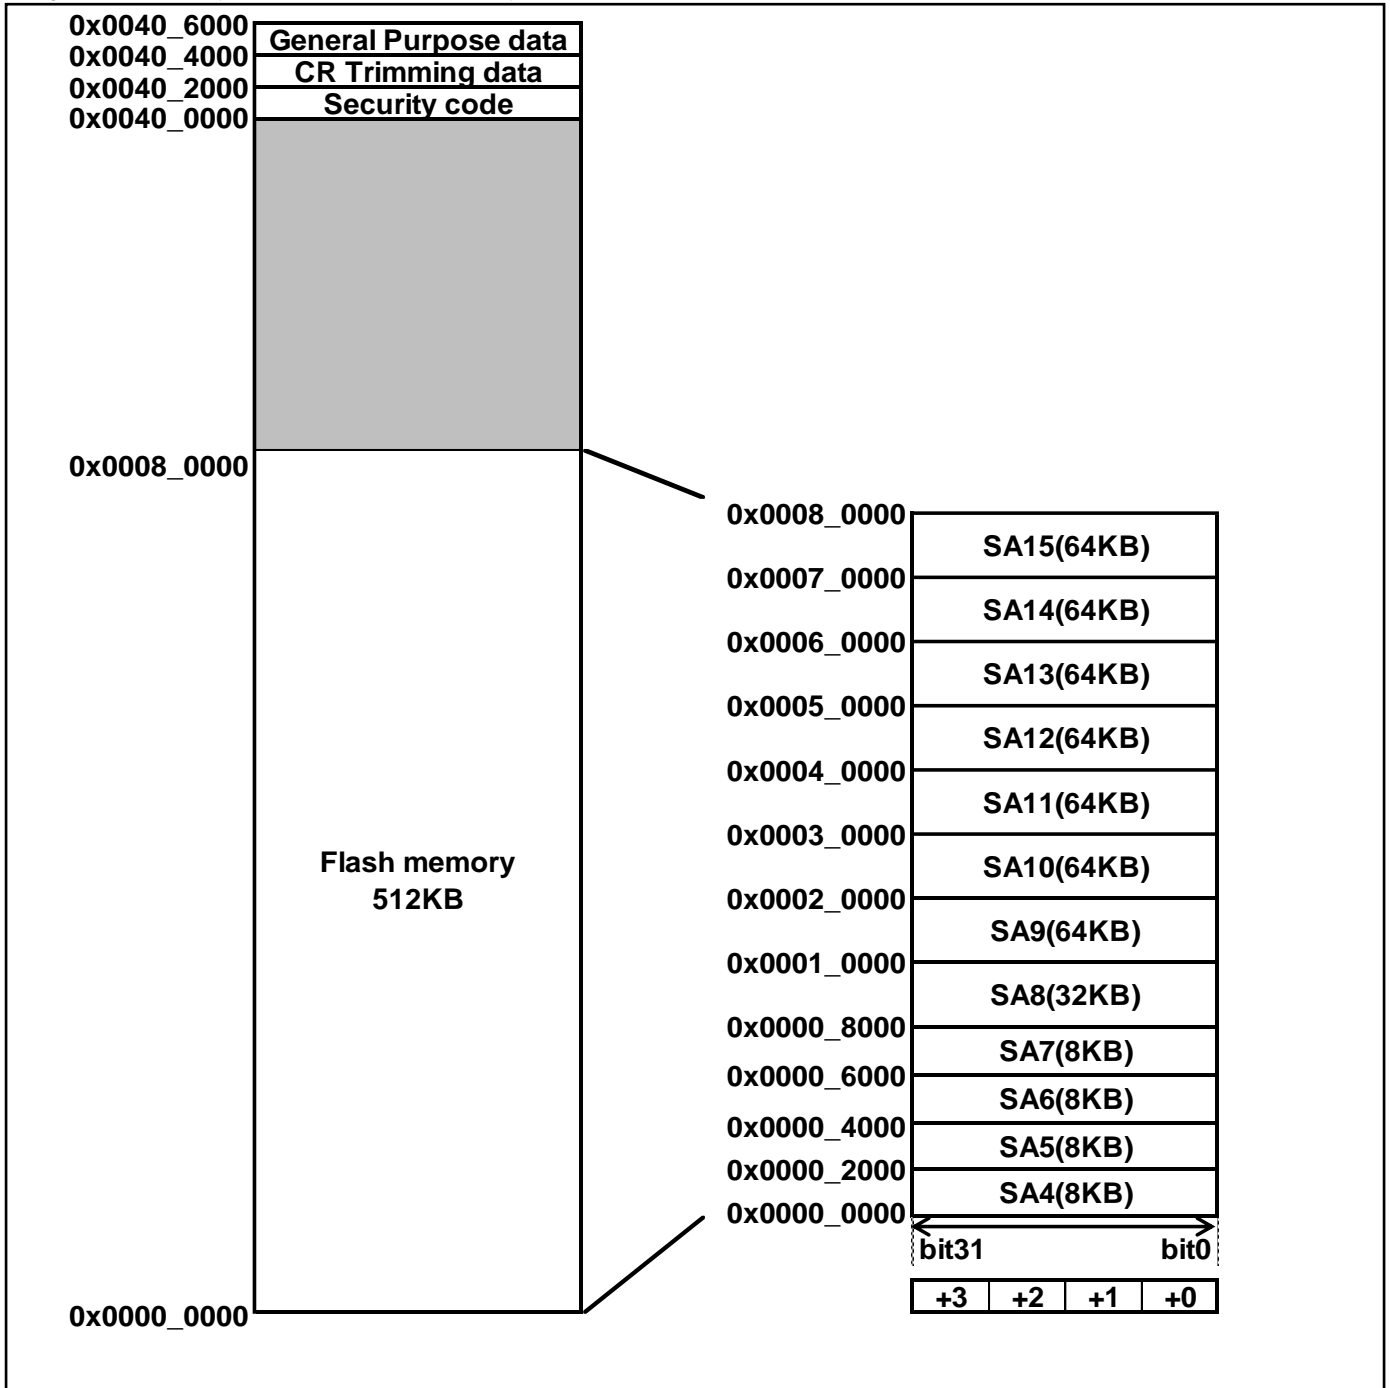 0x0040_6000
General Purpose data
0x0040_4000
CR Trimming data
0x0040_2000
Security code
0x0040_0000
0x0008_0000
Flash memory
512KB
0x0000_0000
0x0008_0000
SA15(64KB)
0x0007_0000
SA14(64KB)
0x0006_0000
SA13(64KB)
0x0005_0000
SA12(64KB)
0x0004_0000
SA11(64KB)
0x0003_0000
SA10(64KB)
0x0002_0000
SA9(64KB)
0x0001_0000
SA8(32KB)
0x0000_8000
SA7(8KB)
0x0000_6000
SA6(8KB)
0x0000_4000
SA5(8KB)
0x0000_2000
SA4(8KB)
0x0000_0000
bit31 bit0
+3 +2 +1 +0